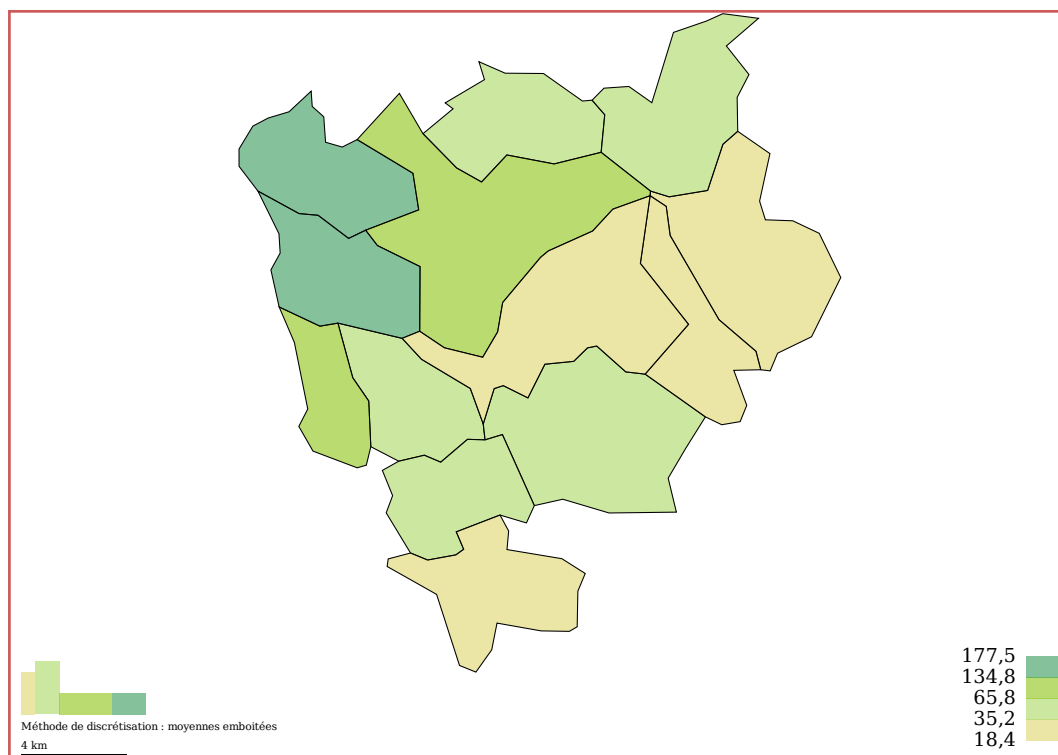 177,5
134,8
65,8
35,2
18,4
Méthode de discrétisation : moyennes emboitées
4 km